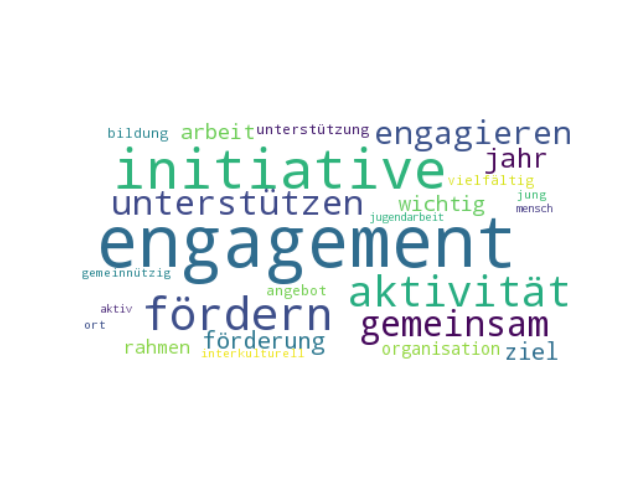 bildung arbeit unterstützung engagieren
initiative jahr
vielfältig
unterstützen wichtig jung
mensch
jugendarbeit
engagement
gemeinnützig
angebot aktivität
aktiv fördern gemeinsam
ort
förderung
rahmen interkulturell organisation ziel